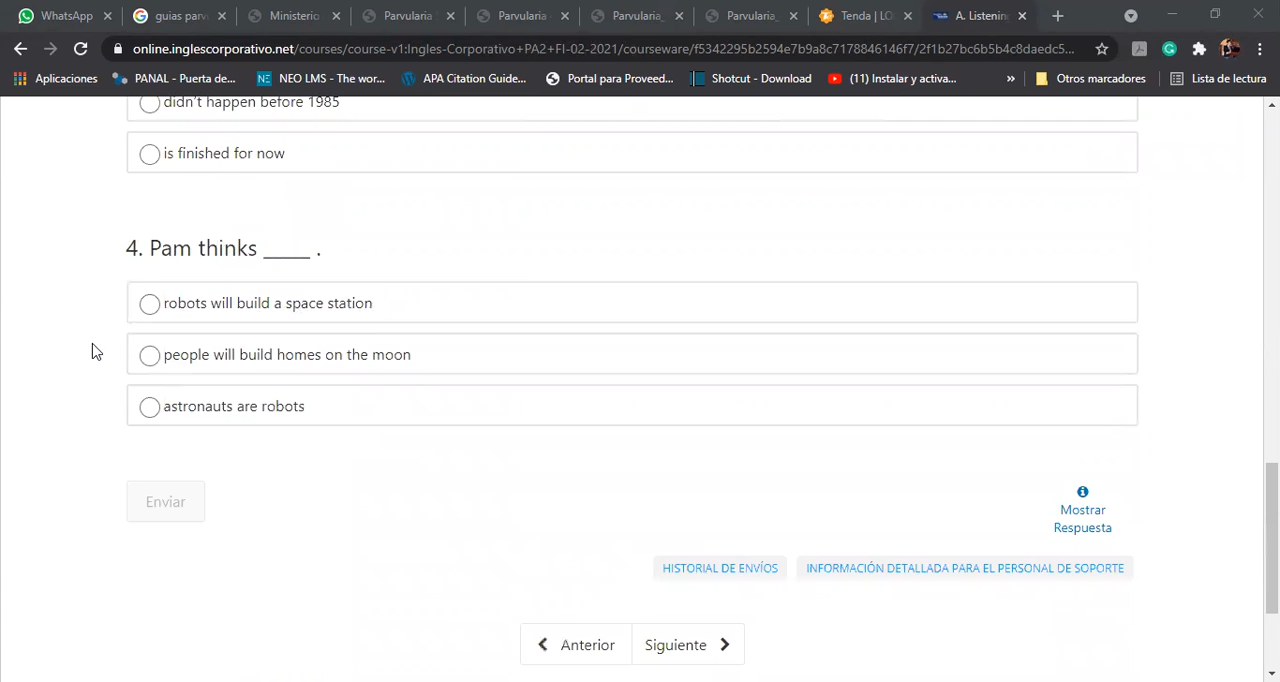 WhatsApp
guias parv
Ministerio
Parvularia
Parvularia
Parvularia_
Parvularia_
Tenda | LO
A. Listening
online.inglescorporativo.net/courses/course-v1:Ingles-Corporativo+PA2+FI-02-2021/courseware/f5342295b2594e7b9a8c7178846146f7/2f1b27bc6b5b4c8daedc5...
Aplicaciones
PANAL - Puerta de...
NEO LMS - The wor...
APA Citation Guide...
Portal para Proveed...
Shotcut - Download
(11) Instalar y activa...
»
Otros marcadores
Lista de lectura
didn't happen before 1985
is finished for now
4. Pam thinks _____ .
robots will build a space station
people will build homes on the moon
astronauts are robots
Enviar
Mostrar
Respuesta
HISTORIAL DE ENVÍOS
INFORMACIÓN DETALLADA PARA EL PERSONAL DE SOPORTE
Anterior
Siguiente